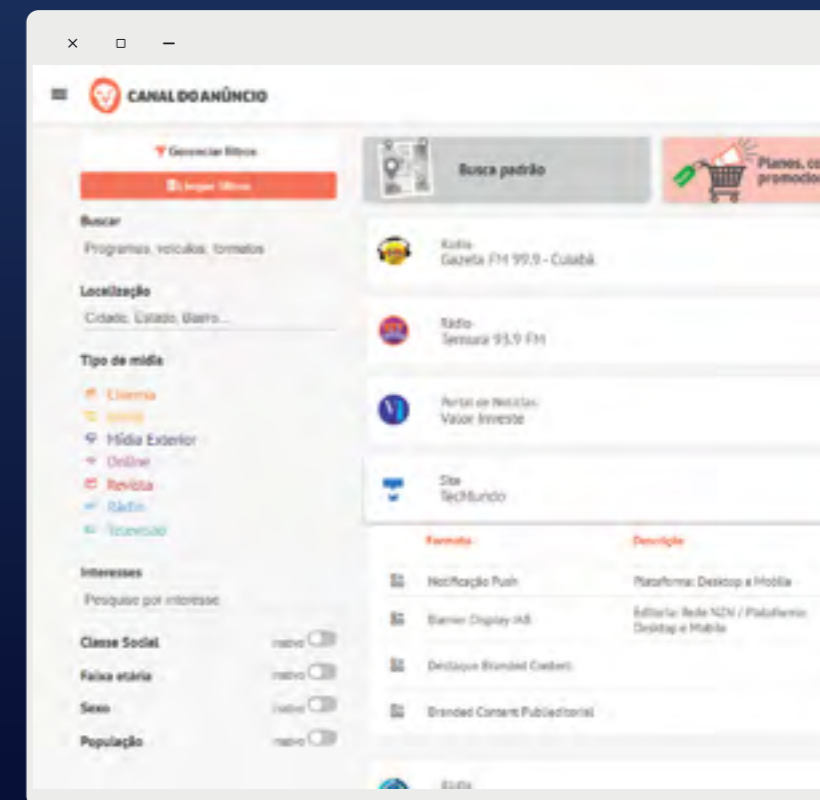 CANAL DO ANÚNCIO
Gerenciar filtros
Limpar filtros
Buscar
Programas, veículos, formatos
Localização
Cidade, Estado, Bairro...
Tipo de mídia
Cinema
Mídia Exterior
Online
Revista
Rádio
Televisão
Interesses
Pesquise por interesse
Classe Social
inativo
Faixa etária
inativo
Sexo
inativo
População
inativo
Busca padrão
Planos, co
promocio
Rádio
Gazeta FM 99.9 - Cuiabá
Rádio
Ternura 93.9 FM
Portal de Notícias
Valor Investe
Site
TecMundo
Formato
Descrição
Notificação Push
Plataforma: Desktop e Mobile
Banner Display IAB
Editoria: Rede NZN / Plataforma:
Desktop e Mobile
Destaque Branded Content
Branded Content Publieditorial
Rádio